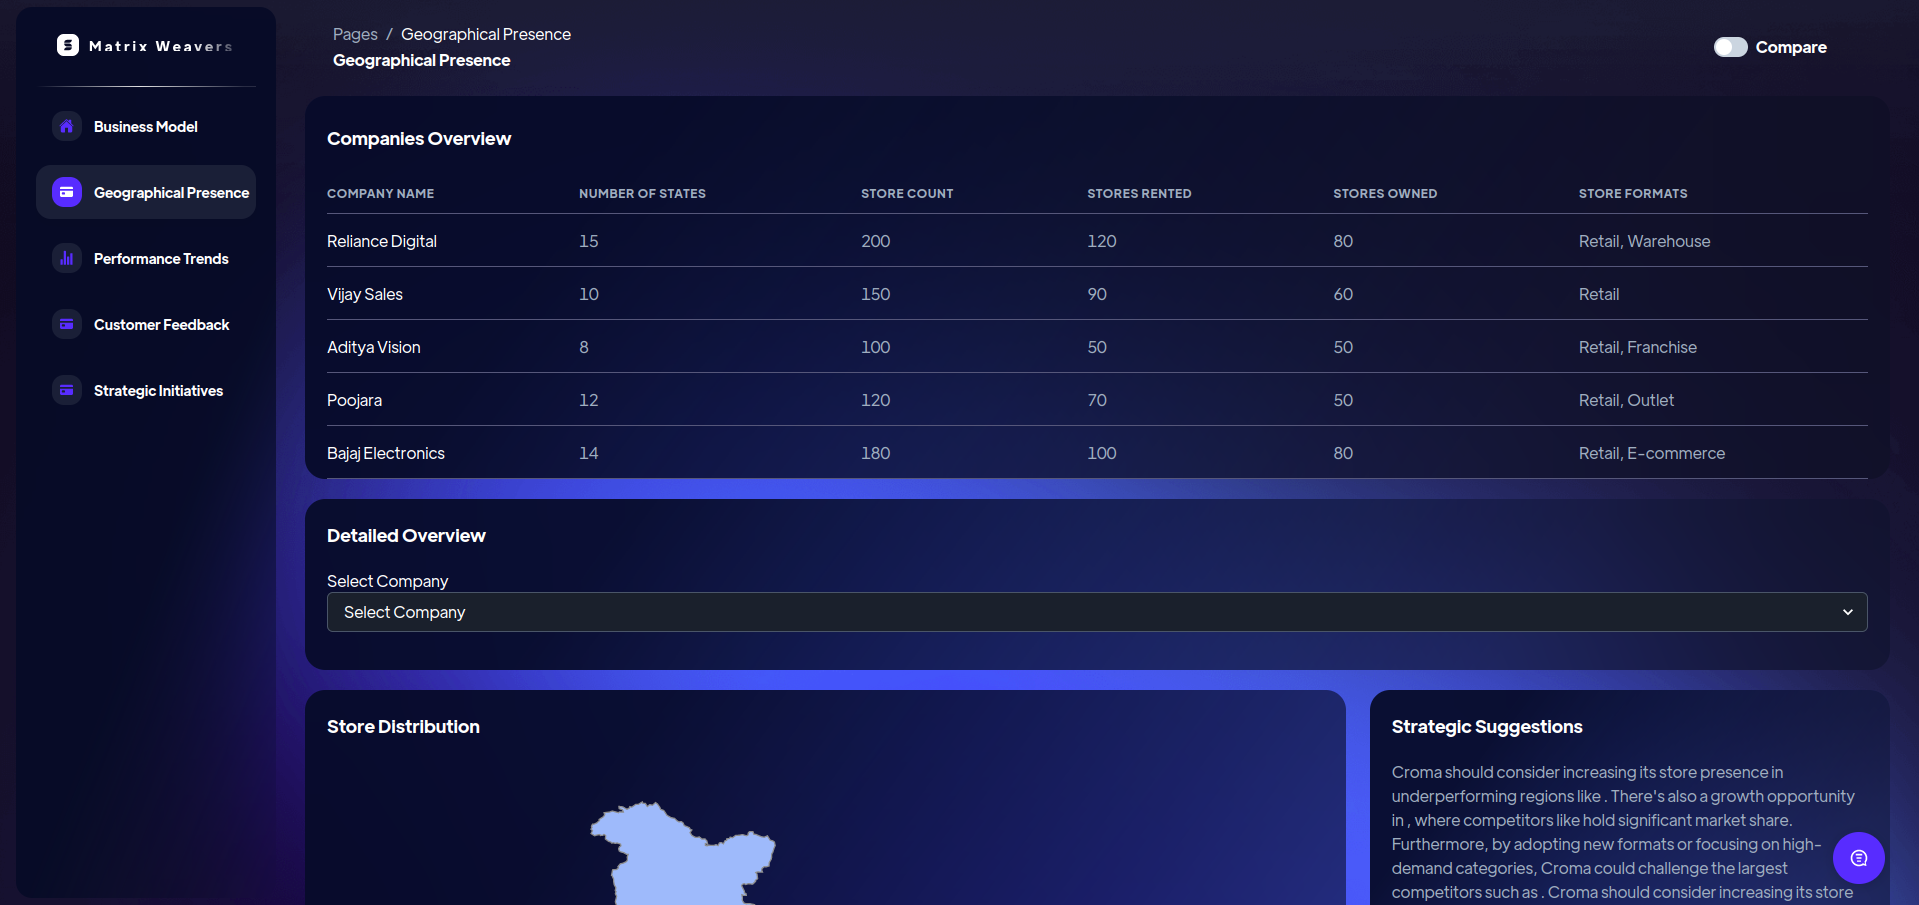 Matrix Weavers
Business Model
Geographical Presence
Performance Trends
Customer Feedback
Strategic Initiatives
Pages / Geographical Presence
Geographical Presence
Compare
Companies Overview
COMPANY NAME NUMBER OF STATES STORE COUNT STORES RENTED STORES OWNED STORE FORMATS
Reliance Digital 15 200 120 80 Retail, Warehouse
Vijay Sales 10 150 90 60 Retail
Aditya Vision 8 100 50 50 Retail, Franchise
Poojara 12 120 70 50 Retail, Outlet
Bajaj Electronics 14 180 100 80 Retail, E-commerce
Detailed Overview
Select Company
Select Company
Store Distribution
Strategic Suggestions
Croma should consider increasing its store presence in
underperforming regions like . There's also a growth opportunity
in , where competitors like hold significant market share.
Furthermore, by adopting new formats or focusing on high-
demand categories, Croma could challenge the largest
competitors such as . Croma should consider increasing its store